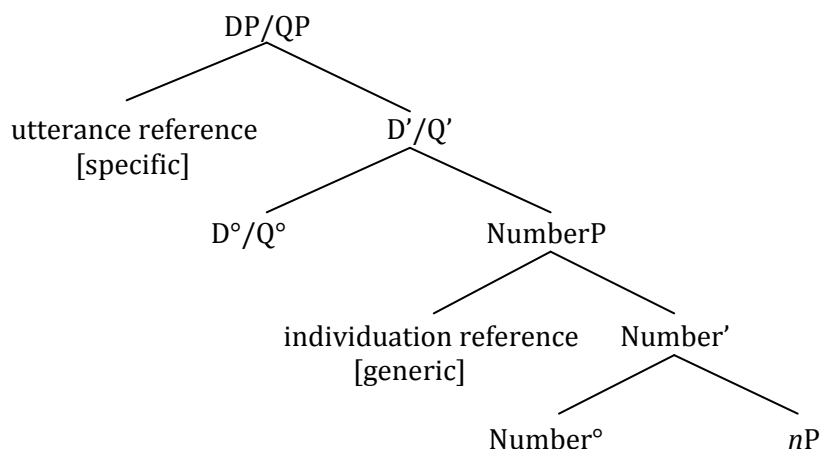 DP/QP
utterance reference
[specific]
D’/Q’
D°/Q°
NumberP
individuation reference
[generic]
Number’
Number°
nP